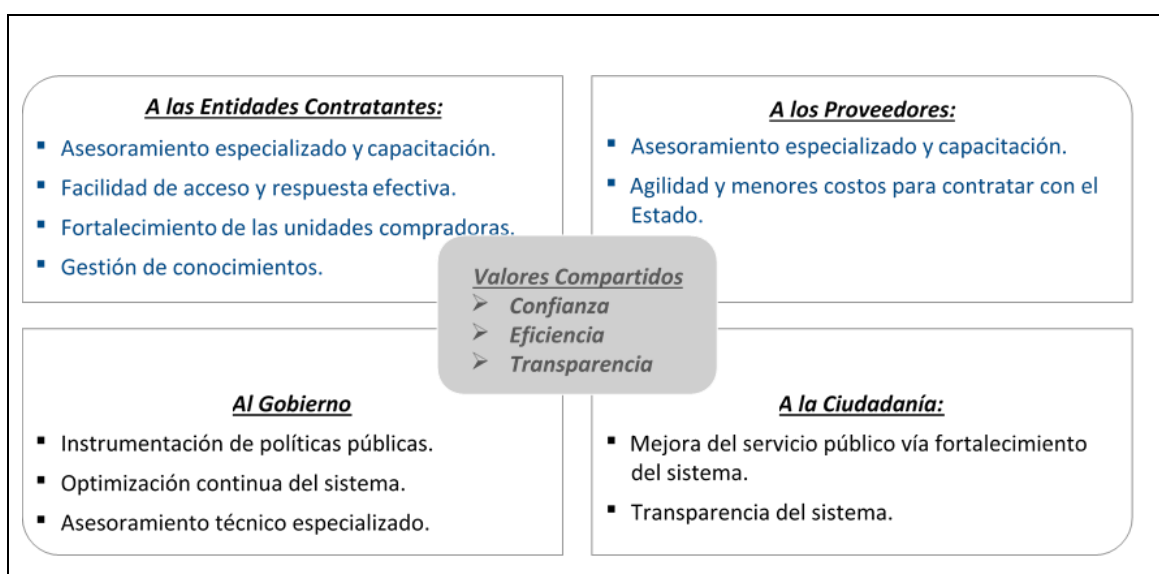 A las Entidades Contratantes:
▪ Asesoramiento especializado y capacitación.
▪ Facilidad de acceso y respuesta efectiva.
▪ Fortalecimiento de las unidades compradoras.
▪ Gestión de conocimientos.
A los Proveedores:
▪ Asesoramiento especializado y capacitación.
▪ Agilidad y menores costos para contratar con el
Estado.
Valores Compartidos
➢ Confianza
➢ Eficiencia
➢ Transparencia
Al Gobierno
▪ Instrumentación de políticas públicas.
▪ Optimización continua del sistema.
▪ Asesoramiento técnico especializado.
A la Ciudadanía:
▪ Mejora del servicio público vía fortalecimiento
del sistema.
▪ Transparencia del sistema.